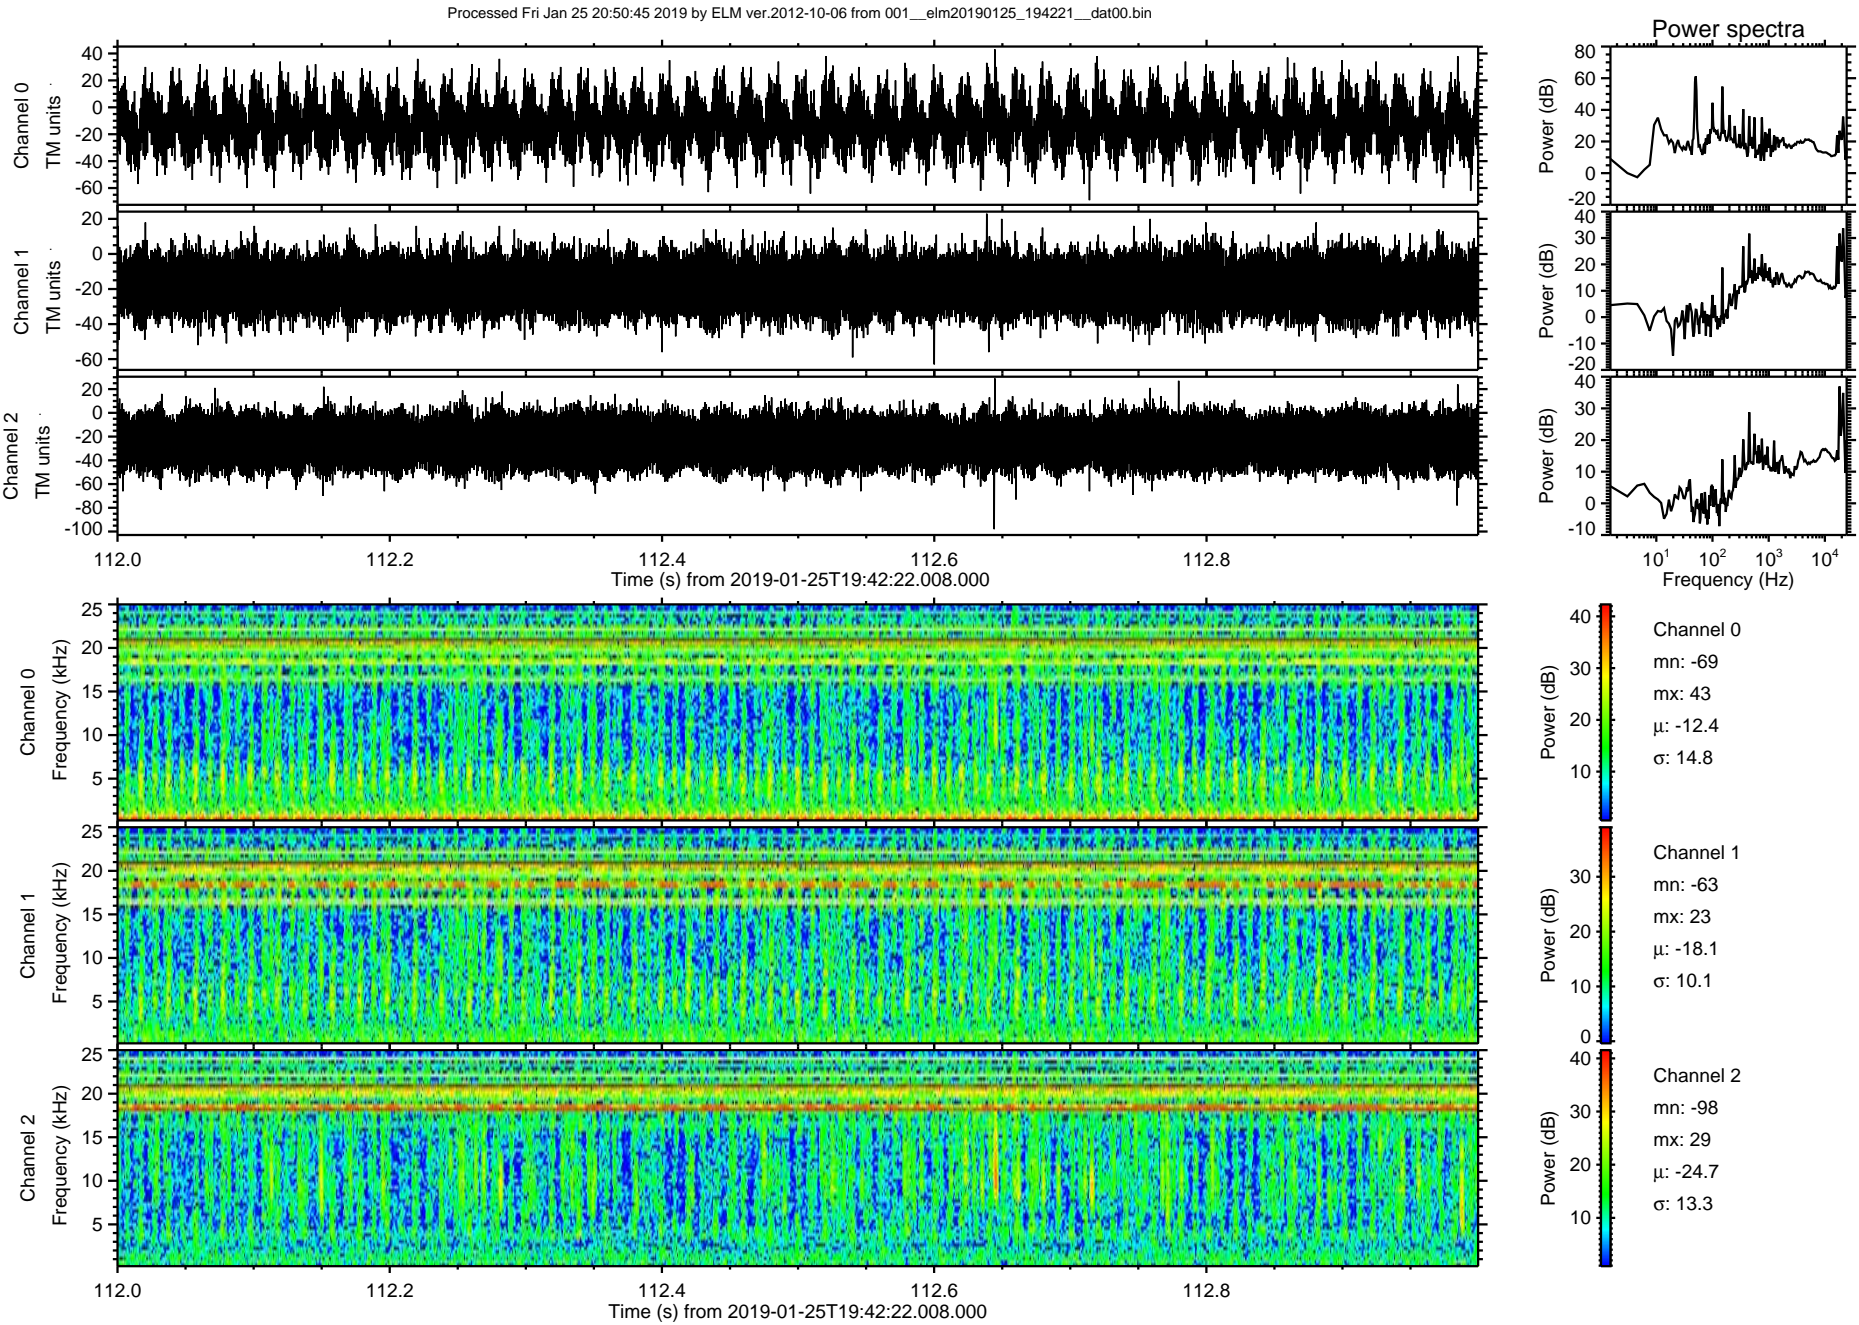 Processed Fri Jan 25 20:50:45 2019 by ELM ver.2012-10-06 from 001__elm20190125_194221__dat00.bin
Power spectra
Channel 0
TM units
40
20
0
-20
-40
-60
Power (dB)
80
60
40
20
0
-20
Channel 1
TM units
20
0
-20
-40
-60
Power (dB)
40
30
20
10
0
-10
-20
Channel 2
TM units
20
0
-20
-40
-60
-80
-100
Power (dB)
40
30
20
10
0
-10
112.0 112.2 112.4 112.6 112.8
Time (s) from 2019-01-25T19:42:22.008.000
10^1 10^2 10^3 10^4
Frequency (Hz)
Channel 0
Frequency (kHz)
25
20
15
10
5
Power (dB)
40
30
20
10
Channel 0
mn: -69
mx: 43
μ: -12.4
σ: 14.8
Channel 1
Frequency (kHz)
25
20
15
10
5
Power (dB)
30
20
10
0
Channel 1
mn: -63
mx: 23
μ: -18.1
σ: 10.1
Channel 2
Frequency (kHz)
25
20
15
10
5
Power (dB)
40
30
20
10
Channel 2
mn: -98
mx: 29
μ: -24.7
σ: 13.3
112.0 112.2 112.4 112.6 112.8
Time (s) from 2019-01-25T19:42:22.008.000